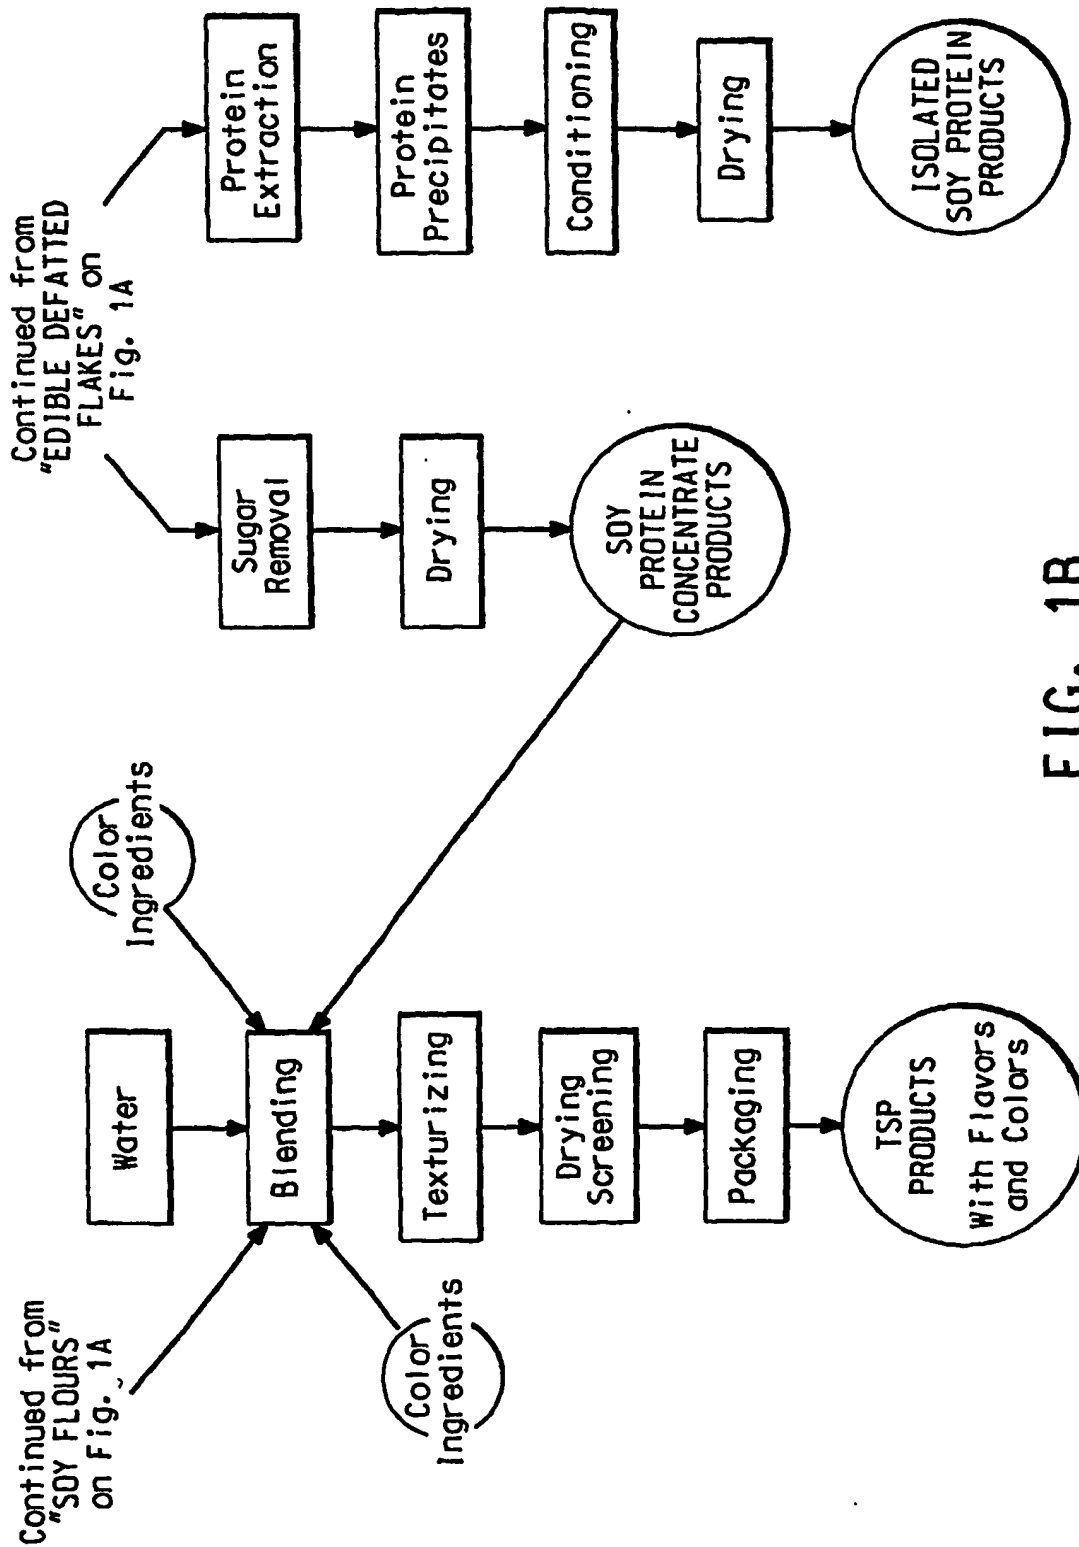 Continued from
"SOY FLOURS"
on Fig. 1A
Water
Color
Ingredients
Blending
Color
Ingredients
Texturizing
Drying
Screening
Packaging
TSP
PRODUCTS
With Flavors
and Colors
Continued from
"EDIBLE DEFATTED
FLAKES" on
Fig. 1A
Sugar
Removal
Drying
SOY
PROTEIN
CONCENTRATE
PRODUCTS
Protein
Extraction
Protein
Precipitates
Conditioning
Drying
ISOLATED
SOY PROTEIN
PRODUCTS
FIG. 1B